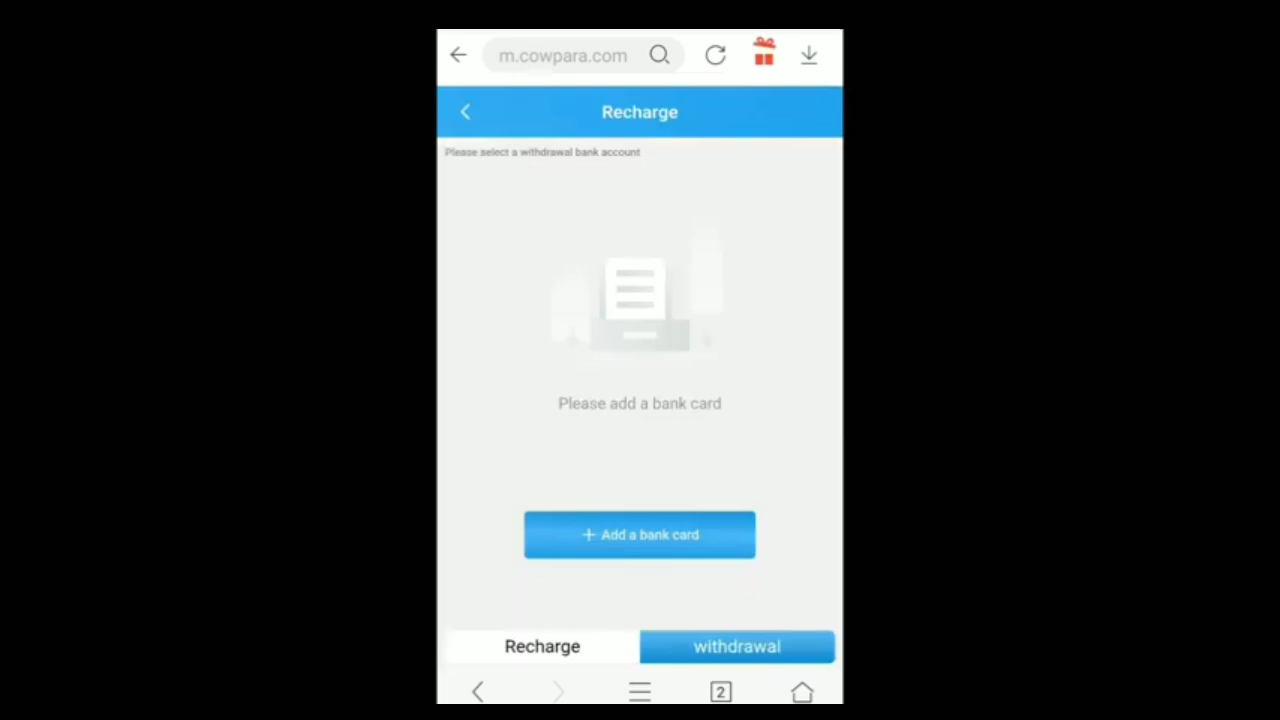 m.cowpara.com
Recharge
Please select a withdrawal bank account
Please add a bank card
+ Add a bank card
Recharge
withdrawal
2